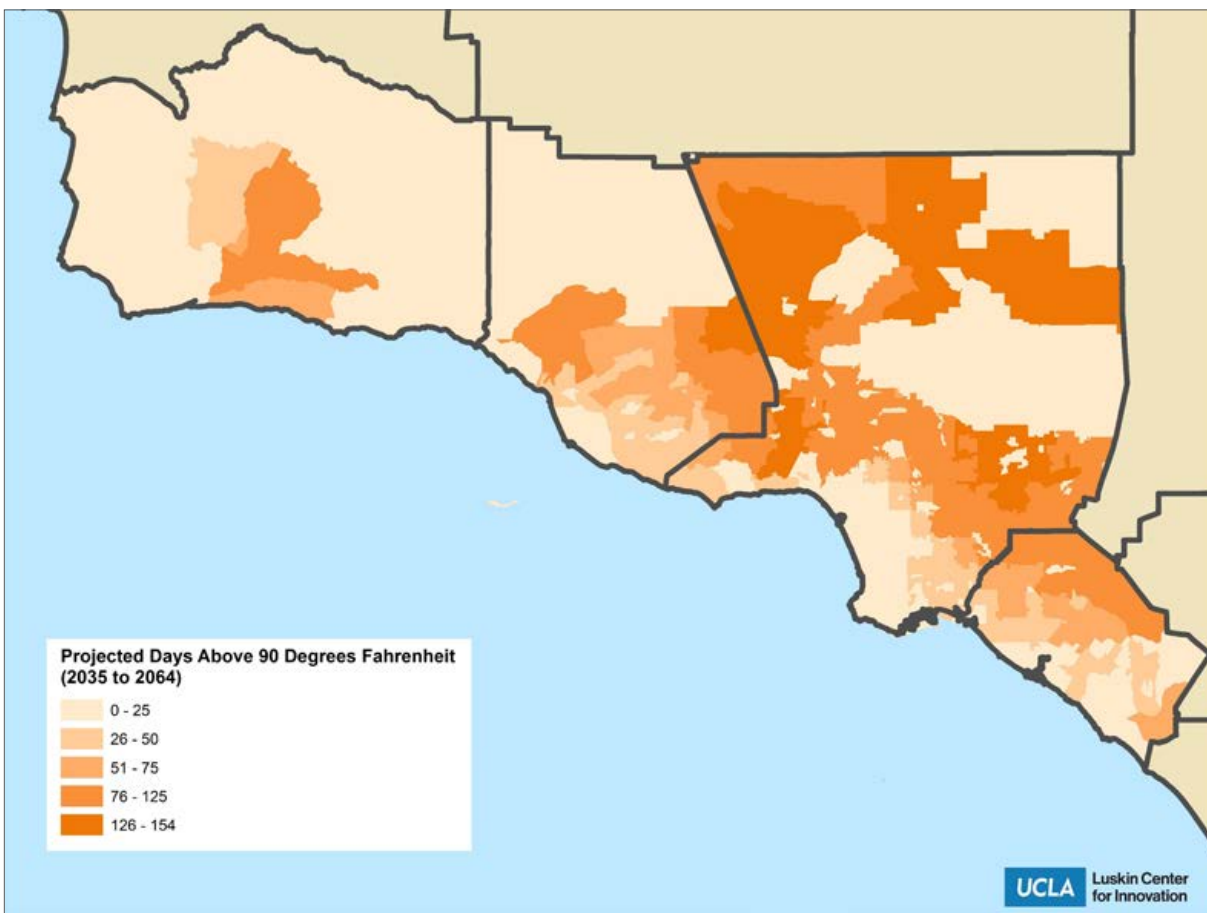 Projected Days Above 90 Degrees Fahrenheit
(2035 to 2064)
0 - 25
26 - 50
51 - 75
76 - 125
126 - 154
UCLA
Luskin Center
for Innovation